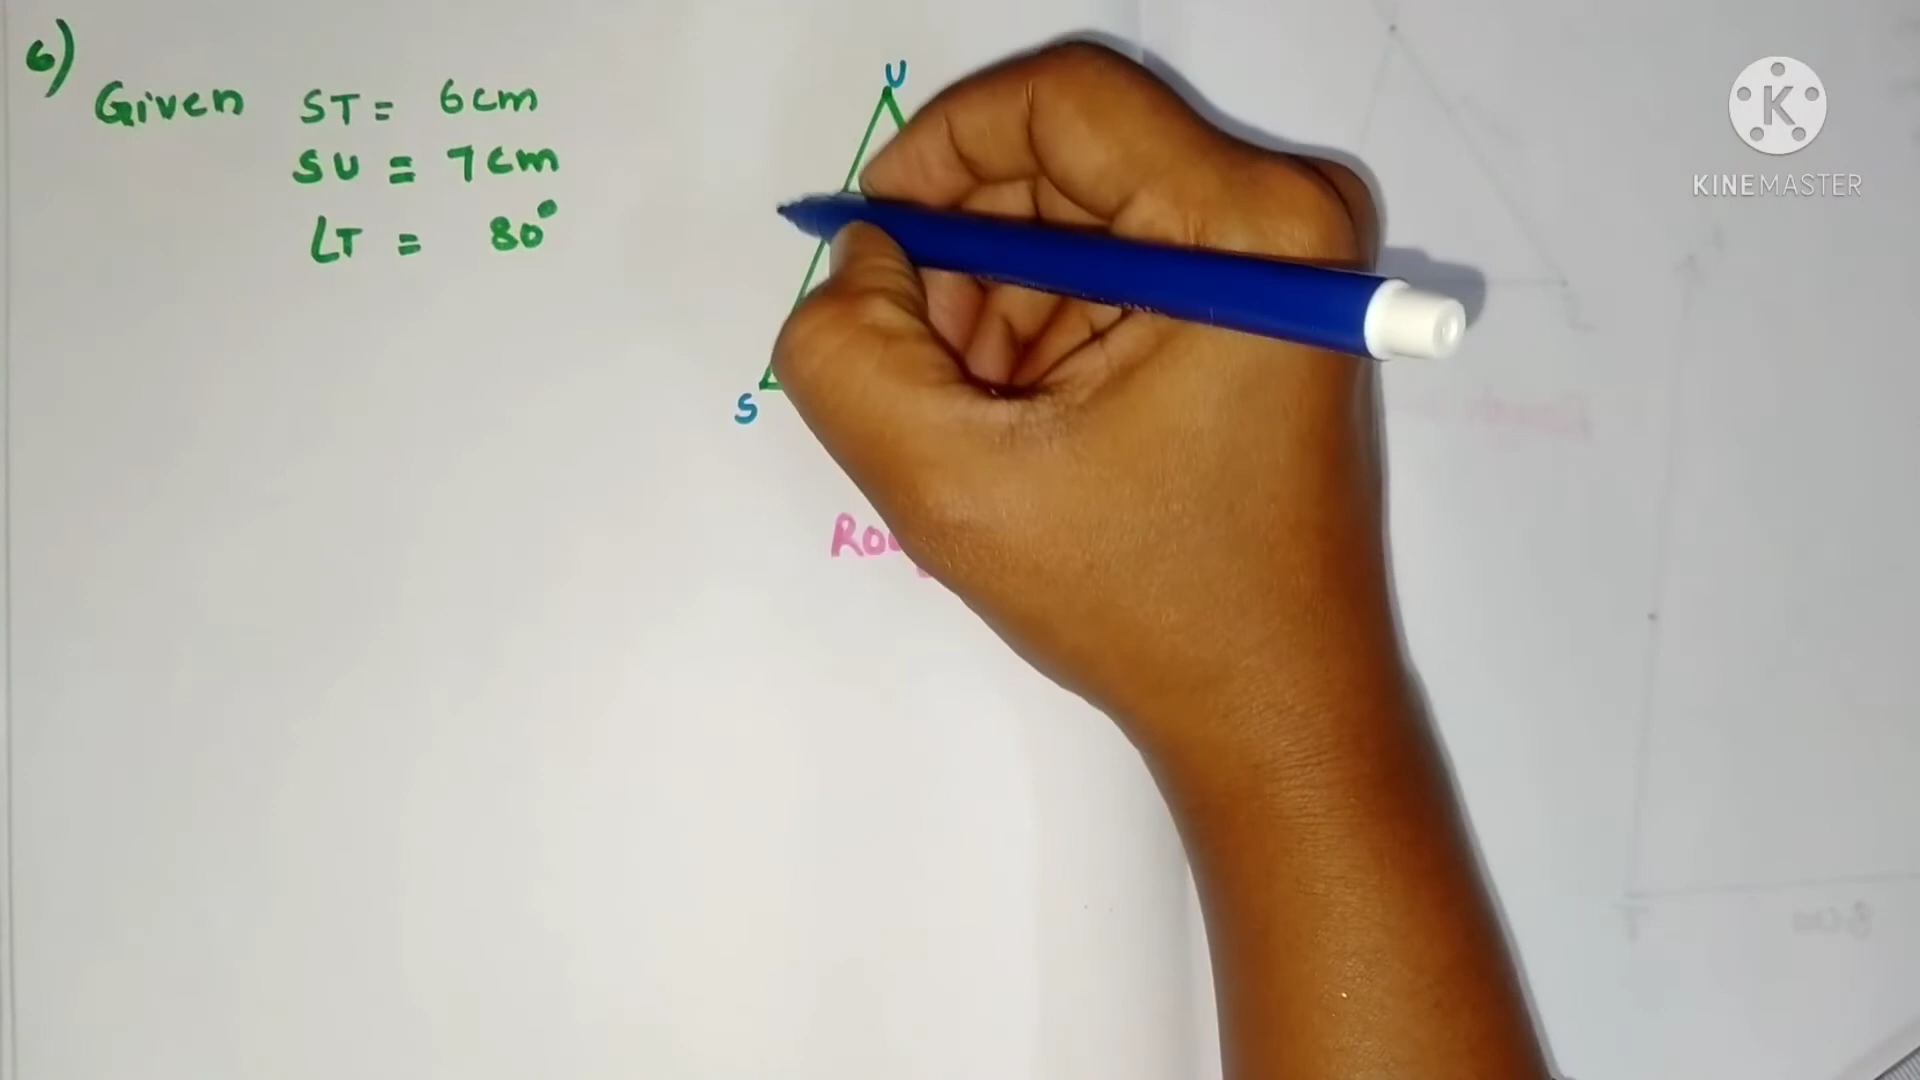 6)
Given ST = 6cm
SU = 7cm
∠T = 80°
U
S
KINEMASTER